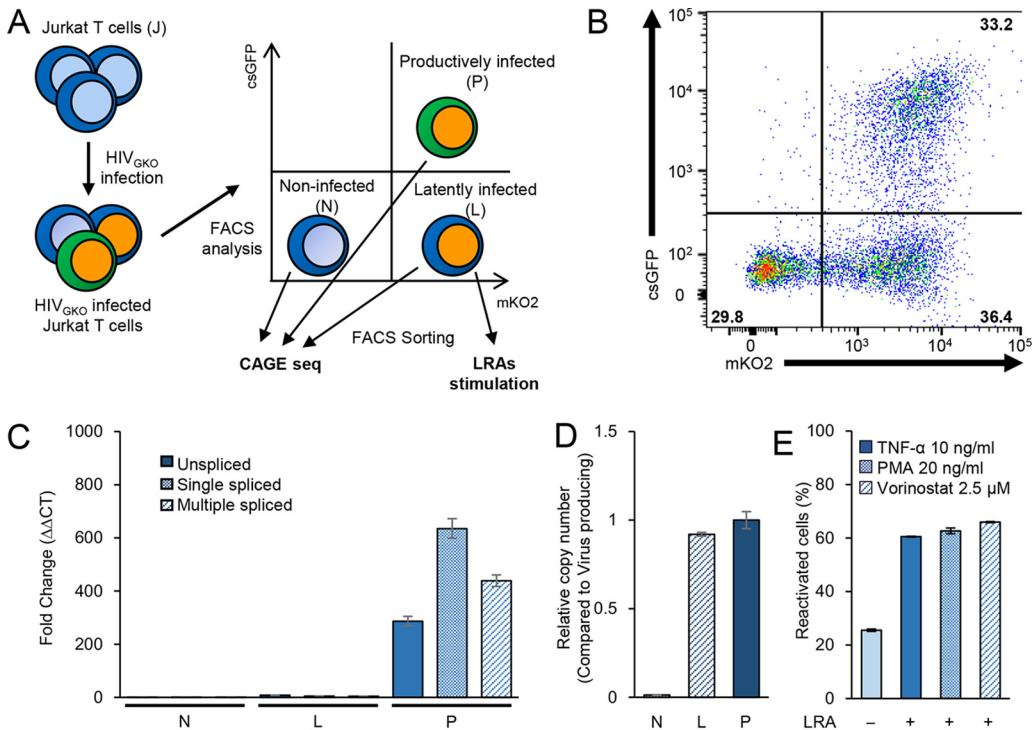 A
Jurkat T cells (J)
HIVGKO
infection
HIVGKO infected
Jurkat T cells
FACS
analysis
csGFP
Productively infected
(P)
Non-infected
(N)
Latently infected
(L)
mKO2
FACS Sorting
CAGE seq
LRAs
stimulation
B
csGFP
10^5
10^4
10^3
10^2
0
33.2
29.8
36.4
0
10^3
10^4
10^5
mKO2
C
Fold Change (ΔΔCT)
1000
800
600
400
200
0
Unspliced
Single spliced
Multiple spliced
N
L
P
D
Relative copy number
(Compared to Virus producing)
1.5
1
0.5
0
N
L
P
E
Reactivated cells (%)
100
80
60
40
20
0
TNF-α 10 ng/ml
PMA 20 ng/ml
Vorinostat 2.5 µM
LRA – + + +